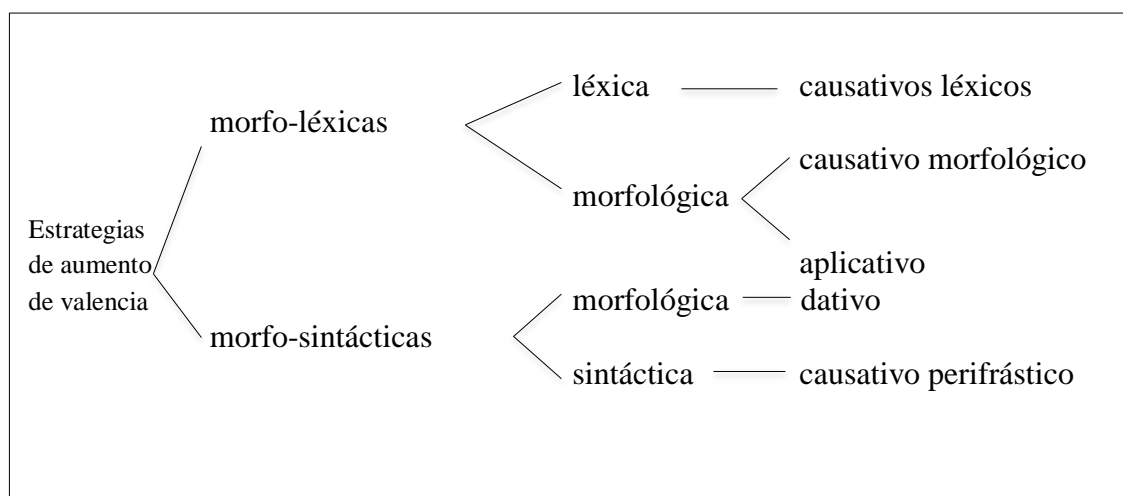 léxica
causativos léxicos
morfo-léxicas
causativo morfológico
morfológica
Estrategias
de aumento
de valencia
aplicativo
morfológica
dativo
morfo-sintácticas
sintáctica
causativo perifrástico